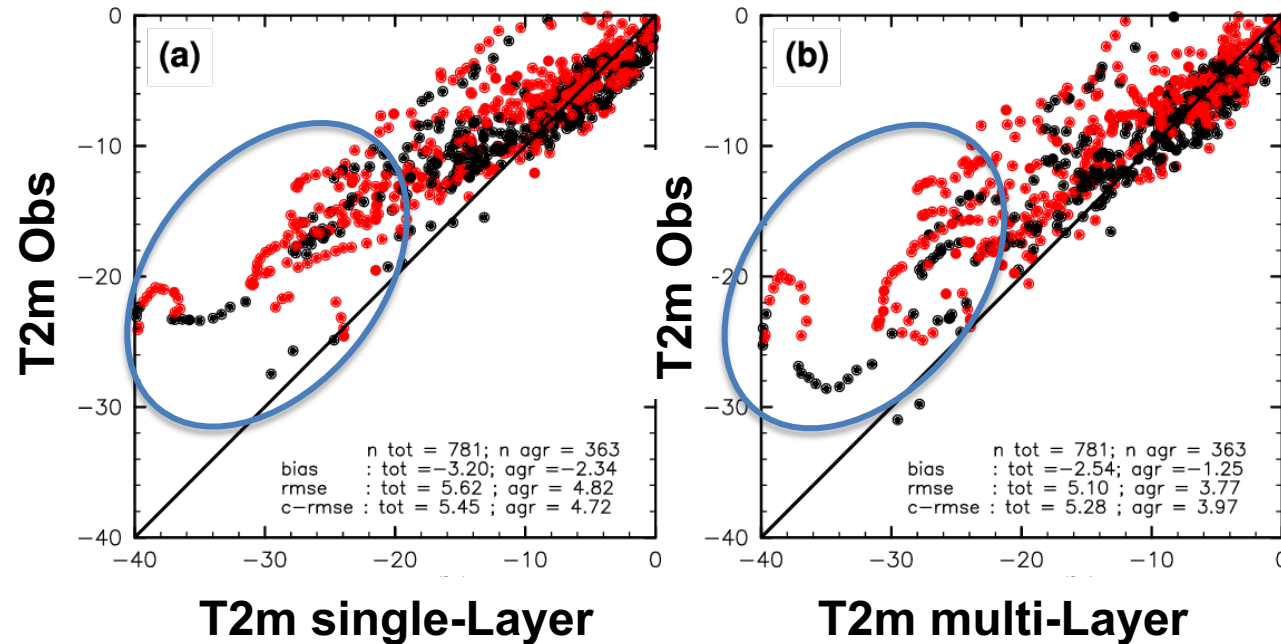 (a)
T2m Obs
0
−10
−20
−30
−40
n tot = 781; n agr = 363
bias : tot =−3.20; agr =−2.34
rmse : tot = 5.62 ; agr = 4.82
c−rmse : tot = 5.45 ; agr = 4.72
−40 −30 −20 −10 0
T2m single-Layer
(b)
T2m Obs
0
−10
−20
−30
−40
n tot = 781; n agr = 363
bias : tot =−2.54; agr =−1.25
rmse : tot = 5.10 ; agr = 3.77
c−rmse : tot = 5.28 ; agr = 3.97
−40 −30 −20 −10 0
T2m multi-Layer